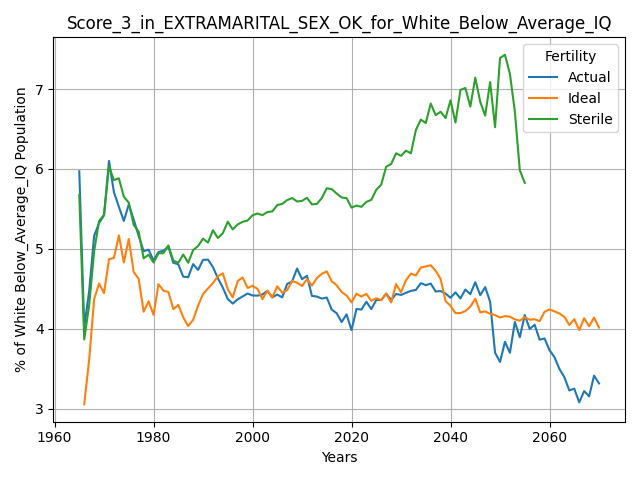 Score_3_in_EXTRAMARITAL_SEX_OK_for_White_Below_Average_IQ
% of White Below_Average_IQ Population
7
6
5
4
3
Fertility
Actual
Ideal
Sterile
1960 1980 2000 2020 2040 2060
Years